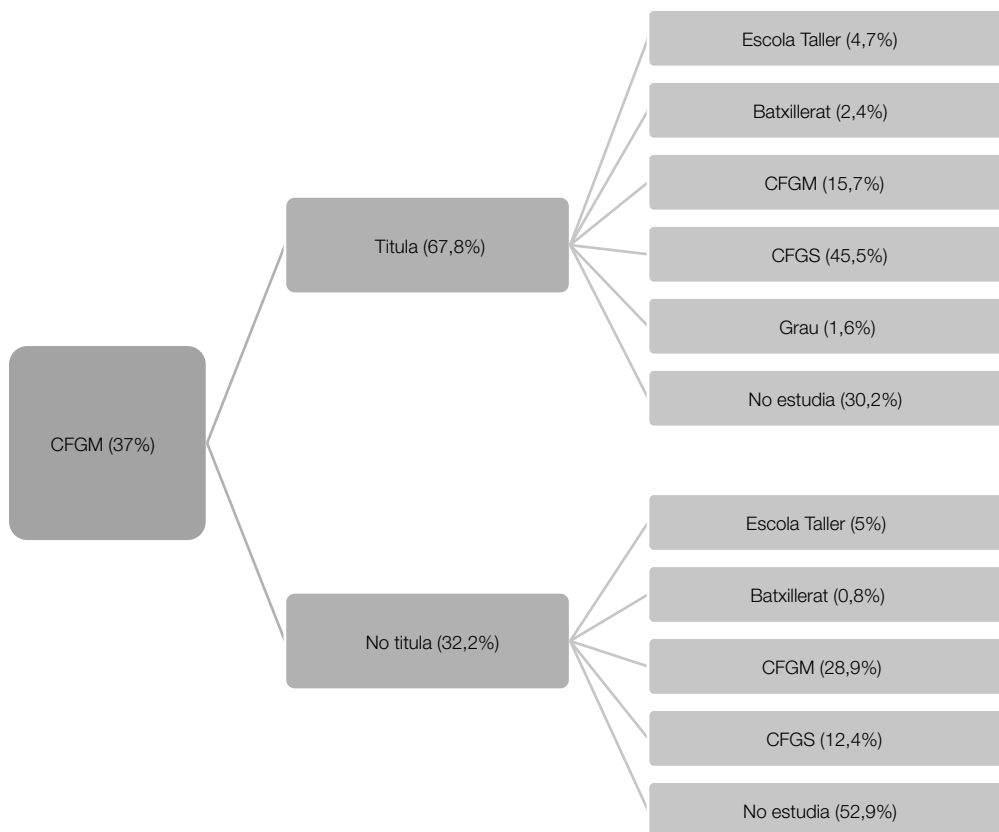 CFGM (37%)
Titula (67,8%)
Escola Taller (4,7%)
Batxillerat (2,4%)
CFGM (15,7%)
CFGS (45,5%)
Grau (1,6%)
No estudia (30,2%)
No titula (32,2%)
Escola Taller (5%)
Batxillerat (0,8%)
CFGM (28,9%)
CFGS (12,4%)
No estudia (52,9%)